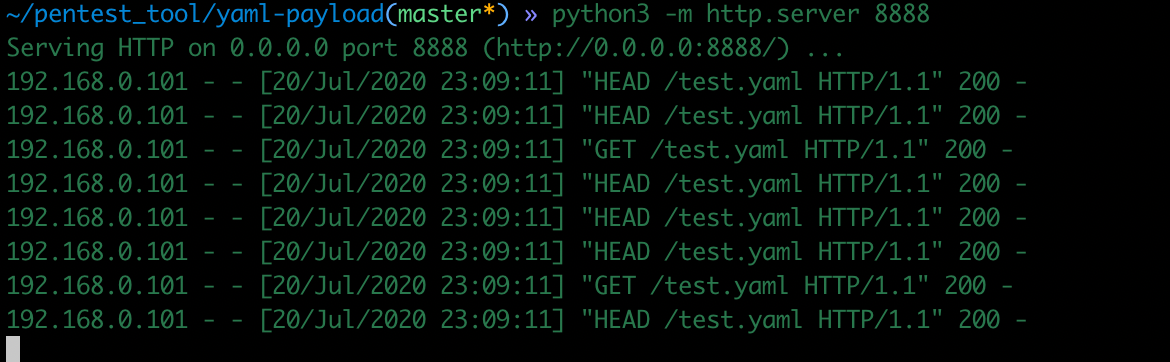 ~/pentest_tool/yaml-payload(master*) » python3 -m http.server 8888
Serving HTTP on 0.0.0.0 port 8888 (http://0.0.0.0:8888/) ...
192.168.0.101 - - [20/Jul/2020 23:09:11] "HEAD /test.yaml HTTP/1.1" 200 -
192.168.0.101 - - [20/Jul/2020 23:09:11] "HEAD /test.yaml HTTP/1.1" 200 -
192.168.0.101 - - [20/Jul/2020 23:09:11] "GET /test.yaml HTTP/1.1" 200 -
192.168.0.101 - - [20/Jul/2020 23:09:11] "HEAD /test.yaml HTTP/1.1" 200 -
192.168.0.101 - - [20/Jul/2020 23:09:11] "HEAD /test.yaml HTTP/1.1" 200 -
192.168.0.101 - - [20/Jul/2020 23:09:11] "HEAD /test.yaml HTTP/1.1" 200 -
192.168.0.101 - - [20/Jul/2020 23:09:11] "GET /test.yaml HTTP/1.1" 200 -
192.168.0.101 - - [20/Jul/2020 23:09:11] "HEAD /test.yaml HTTP/1.1" 200 -